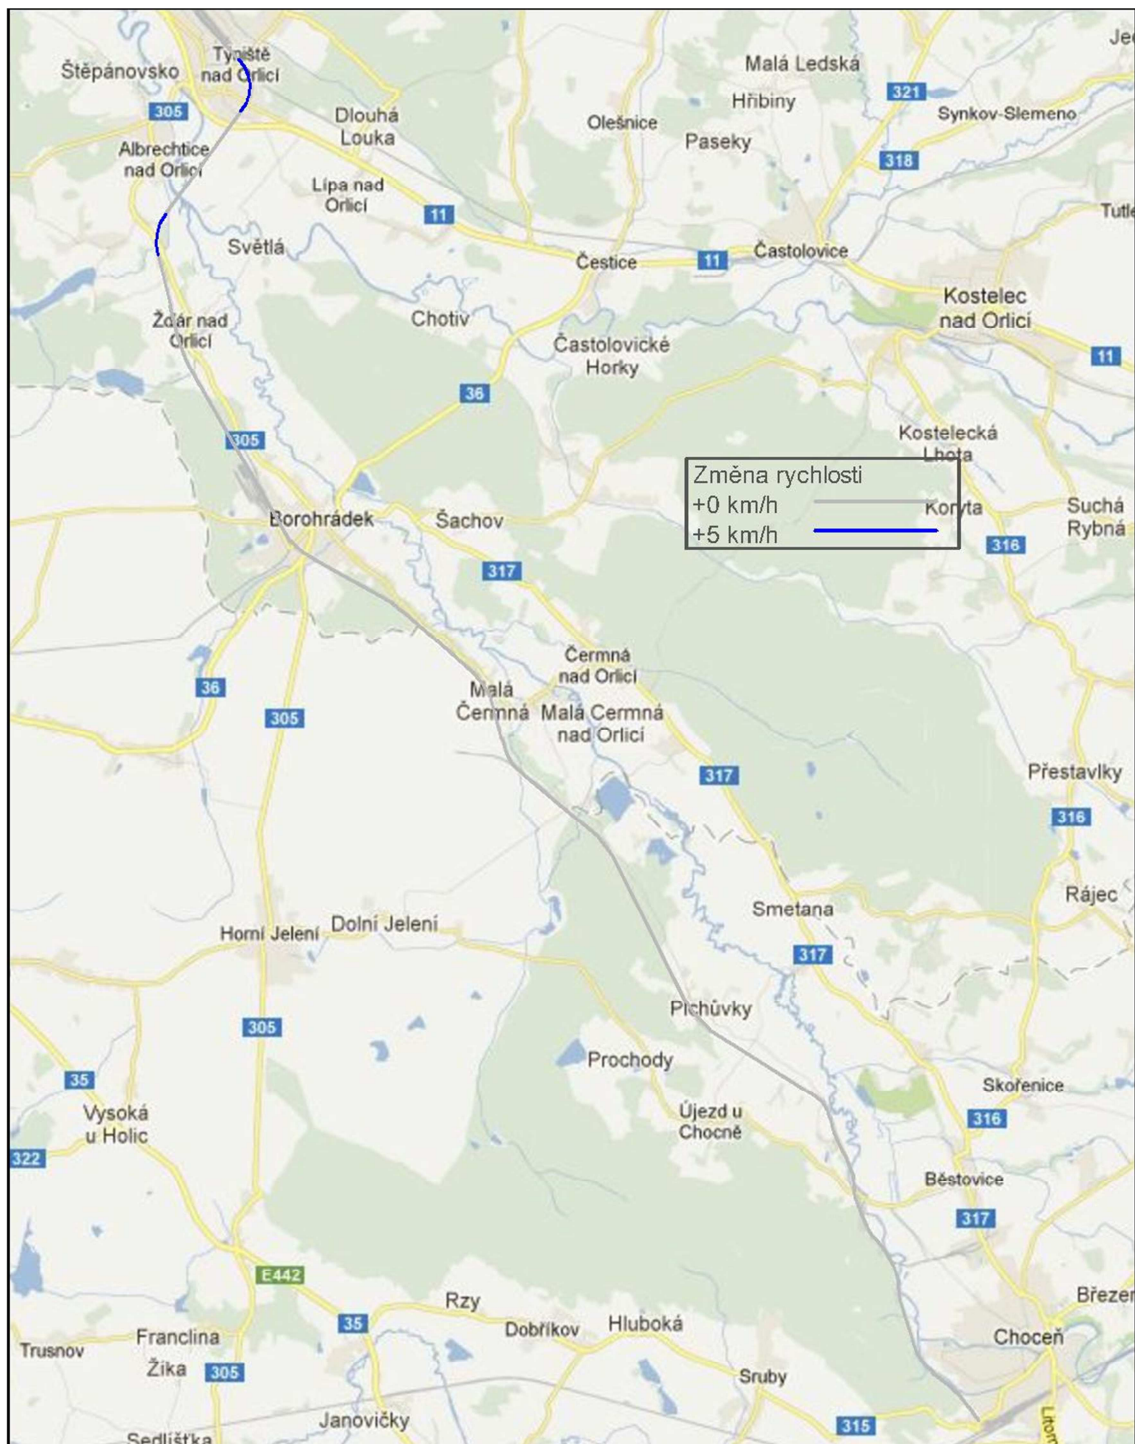 Týniště
nad Orlicí
Štěpánovsko
305
Albrechtice
nad Orlicí
Dlouhá
Louka
Lípa nad
Orlicí
11
Světlá
Olešnice
Malá Ledská
Hřibiny
Paseky
321
318
Synkov-Slemeno
Častolovice
11
Čestice
Kostelec
nad Orlicí
11
Žďár nad
Orlicí
Chotiv
Častolovické
Horky
36
305
Kostelecká
Lhota
Změna rychlosti
+0 km/h
+5 km/h
Koryta
Suchá
Rybná
316
Borohrádek
Šachov
317
Čermná
nad Orlicí
Malá
Čermná
Malá Čermná
nad Orlicí
36
305
317
Přestavlky
316
Rájec
Smetana
317
Horní Jelení
Dolní Jelení
305
Plchůvky
Prochody
35
Vysoká
u Holic
322
Újezd u
Chocně
Skořenice
316
Běstovice
317
E442
35
Rzy
Dobříkov
Hluboká
Choceň
Trusnov
Franclina
Žika
305
Sruby
315
Janovičky
Sedlišťka